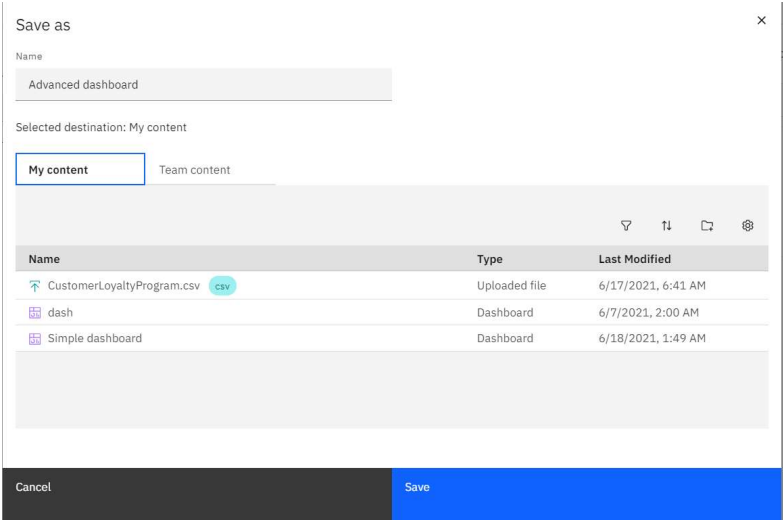 Save as
Name
Advanced dashboard
Selected destination: My content
My content Team content
Name Type Last Modified
CustomerLoyaltyProgram.csv csv Uploaded file 6/17/2021, 6:41 AM
dash Dashboard 6/7/2021, 2:00 AM
Simple dashboard Dashboard 6/18/2021, 1:49 AM
Cancel Save